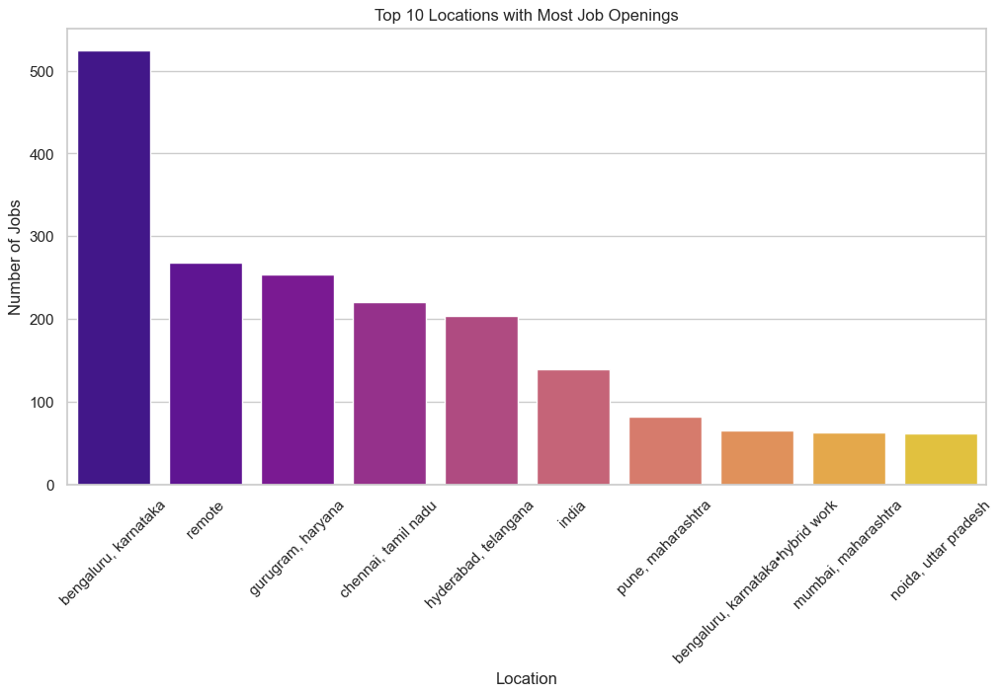 Top 10 Locations with Most Job Openings
Number of Jobs
500
400
300
200
100
0
bengaluru, karnataka
remote
gurugram, haryana
chennai, tamil nadu
hyderabad, telangana
india
pune, maharashtra
bengaluru, karnataka•hybrid work
mumbai, maharashtra
noida, uttar pradesh
Location